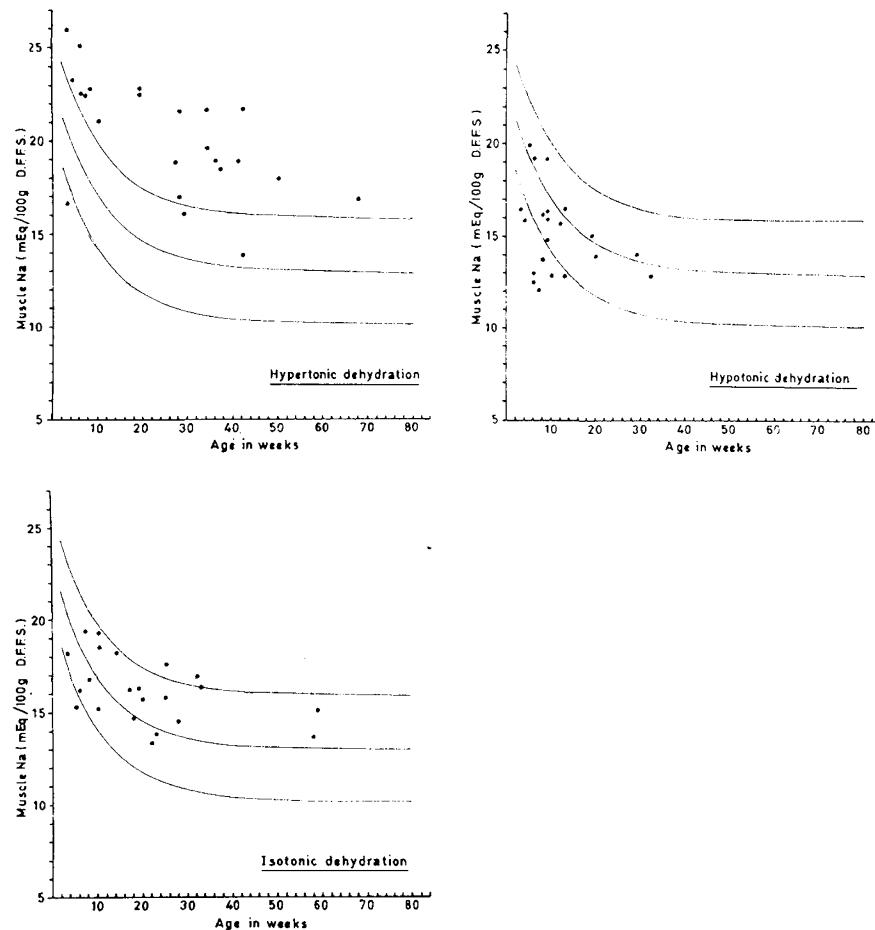 Muscle Na ( mEq/100g D.F.F.S.)
25
20
15
10
5
10 20 30 40 50 60 70 80
Age in weeks
Hypertonic dehydration
Muscle Na ( mEq/100g D.F.F.S.)
25
20
15
10
5
10 20 30 40 50 60 70 80
Age in weeks
Hypotonic dehydration
Muscle Na ( mEq/100g D.F.F.S.)
25
20
15
10
5
10 20 30 40 50 60 70 80
Age in weeks
Isotonic dehydration